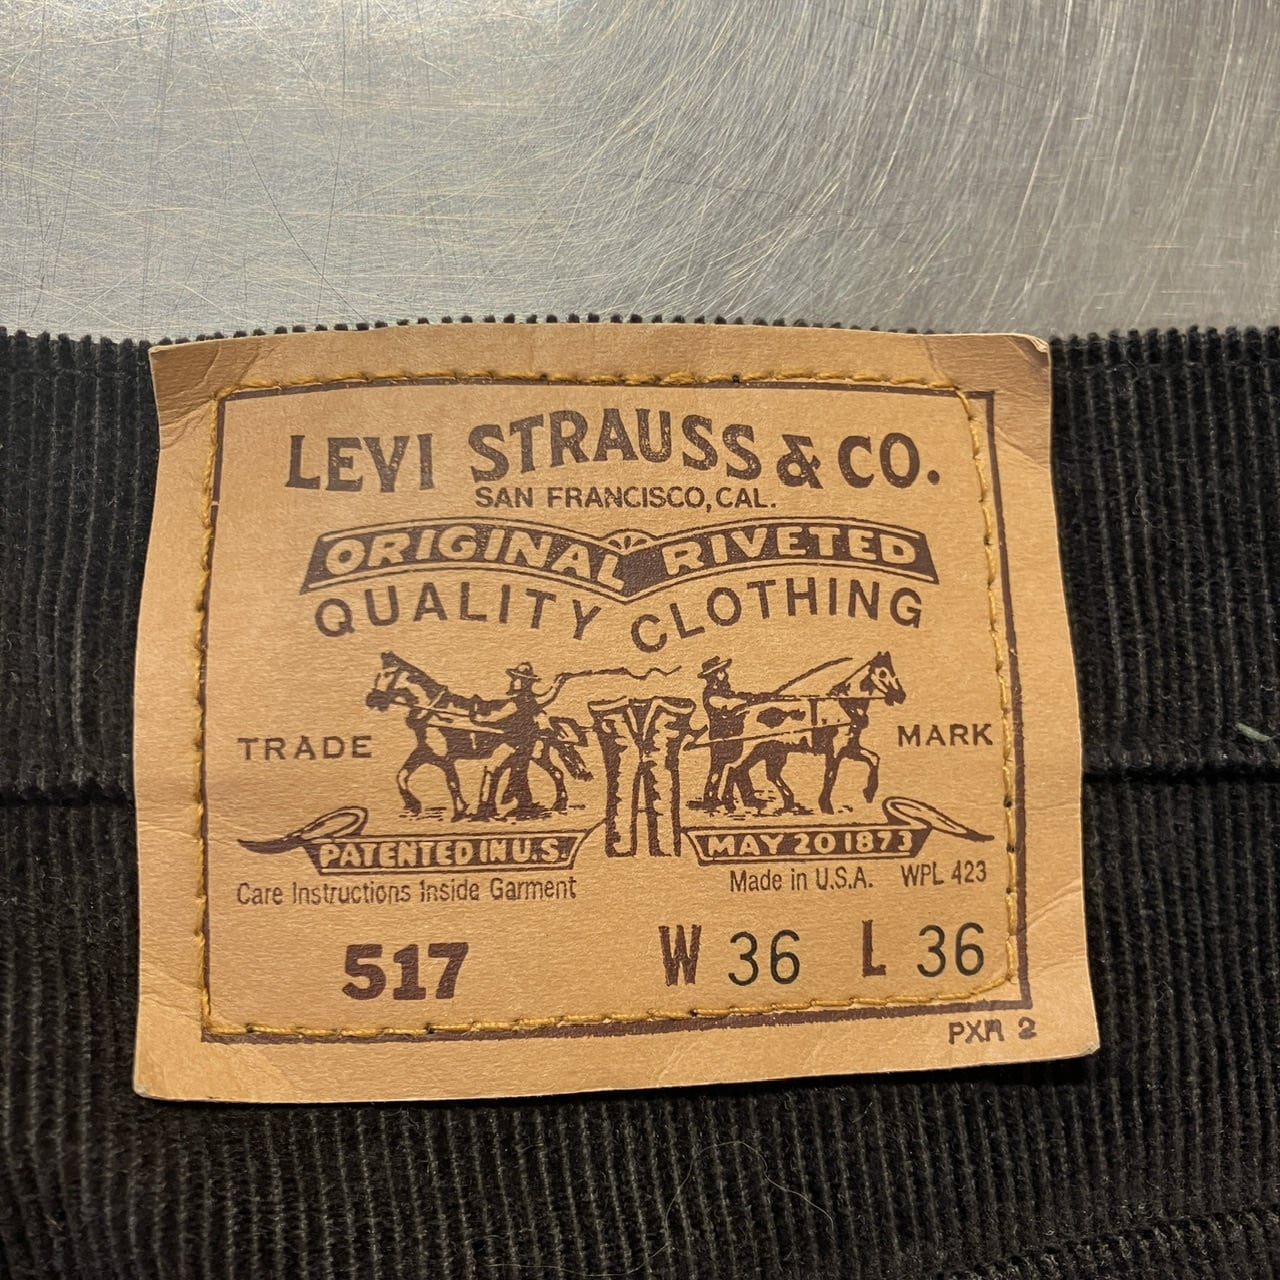 LEVI STRAUSS & CO.
SAN FRANCISCO, CAL.
ORIGINAL RIVETED
QUALITY CLOTHING
TRADE MARK
PATENTED IN U.S. MAY 20 1873
Care Instructions Inside Garment Made in U.S.A. WPL 423
517 W 36 L 36
2